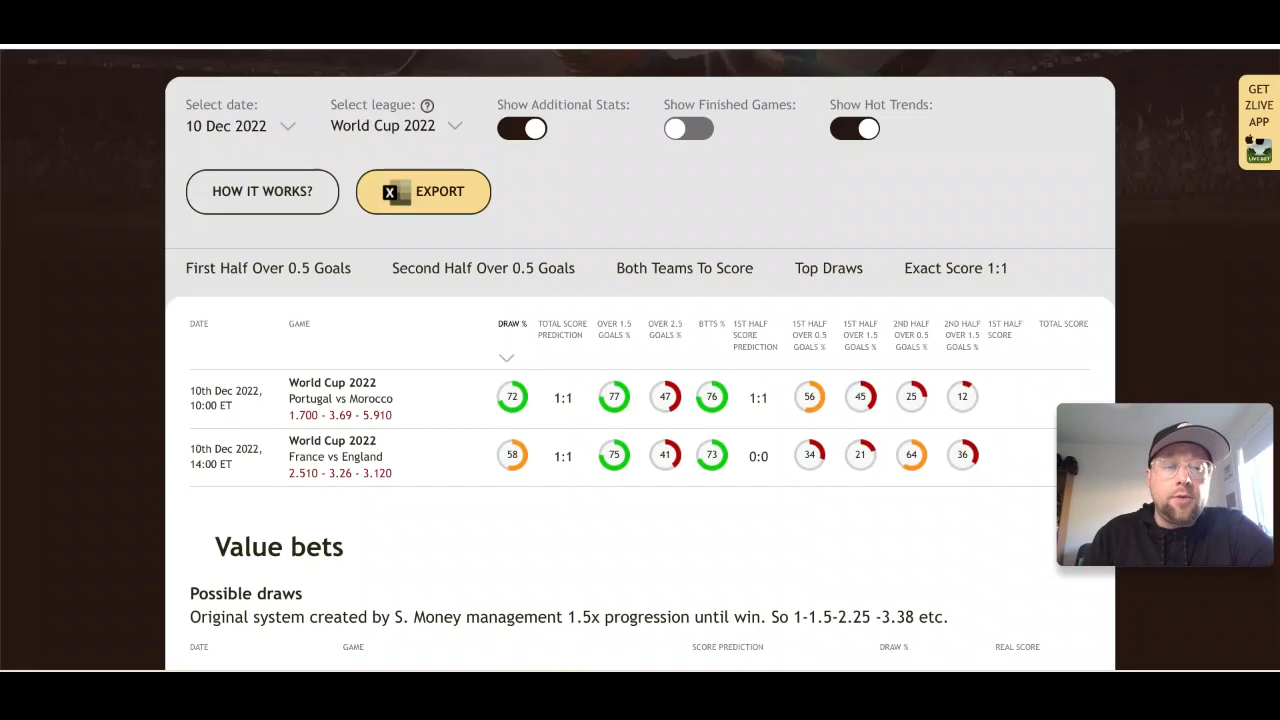 Select date:
10 Dec 2022
Select league: ?
World Cup 2022
Show Additional Stats:
Show Finished Games:
Show Hot Trends:
GET
ZLIVE
APP
LIVE BET
HOW IT WORKS?
X EXPORT
First Half Over 0.5 Goals
Second Half Over 0.5 Goals
Both Teams To Score
Top Draws
Exact Score 1:1
DATE
GAME
DRAW %
TOTAL SCORE
PREDICTION
OVER 1.5
GOALS %
OVER 2.5
GOALS %
BTTS %
1ST HALF
SCORE
PREDICTION
1ST HALF
OVER 0.5
GOALS %
1ST HALF
OVER 1.5
GOALS %
2ND HALF
OVER 0.5
GOALS %
2ND HALF
OVER 1.5
GOALS %
1ST HALF
SCORE
TOTAL SCORE
10th Dec 2022,
10:00 ET
World Cup 2022
Portugal vs Morocco
1.700 - 3.69 - 5.910
72
1:1
77
47
76
1:1
56
45
25
12
10th Dec 2022,
14:00 ET
World Cup 2022
France vs England
2.510 - 3.26 - 3.120
58
1:1
75
41
73
0:0
34
21
64
36
Value bets
Possible draws
Original system created by S. Money management 1.5x progression until win. So 1-1.5-2.25 -3.38 etc.
DATE
GAME
SCORE PREDICTION
DRAW %
REAL SCORE